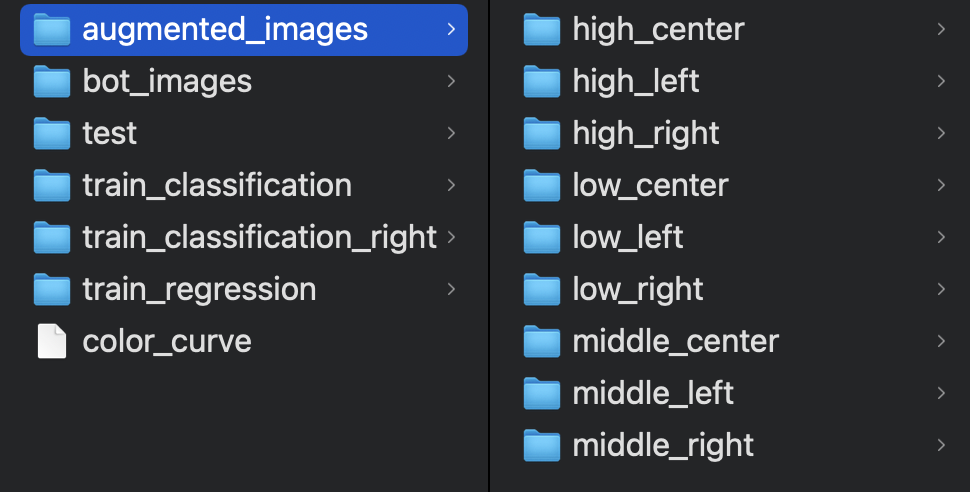 augmented_images
bot_images
test
train_classification
train_classification_right
train_regression
color_curve
high_center
high_left
high_right
low_center
low_left
low_right
middle_center
middle_left
middle_right